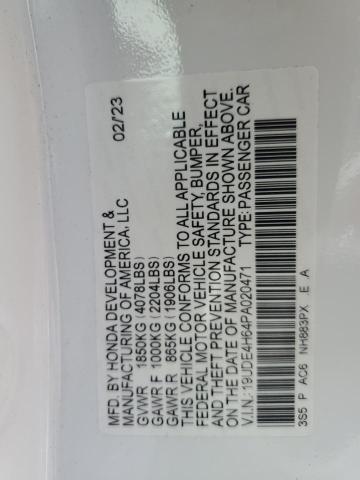 MFD. BY HONDA DEVELOPMENT & 02/'23
MANUFACTURING OF AMERICA, LLC
GVWR 1850KG (4078LBS)
GAWR F 1000KG (2204LBS)
GAWR R 865KG (1906LBS)
THIS VEHICLE CONFORMS TO ALL APPLICABLE
FEDERAL MOTOR VEHICLE SAFETY, BUMPER,
AND THEFT PREVENTION STANDARDS IN EFFECT
ON THE DATE OF MANUFACTURE SHOWN ABOVE.
V.I.N.: 19UDE4H64PA020471 TYPE: PASSENGER CAR
3S5 P AC6 NH883PX E A